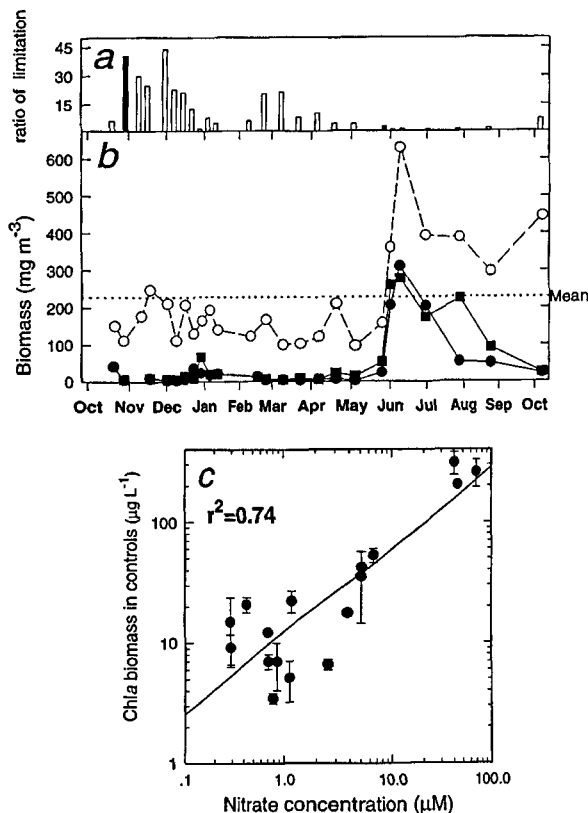 ratio of limitation
45
30
15
a
b
Biomass (mg m-3)
600
500
400
300
200
100
0
Mean
Oct Nov Dec Jan Feb Mar Apr May Jun Jul Aug Sep Oct
c
r2=0.74
Chla biomass in controls (µg L-1)
100
10
1
.1 1.0 10.0 100.0
Nitrate concentration (µM)